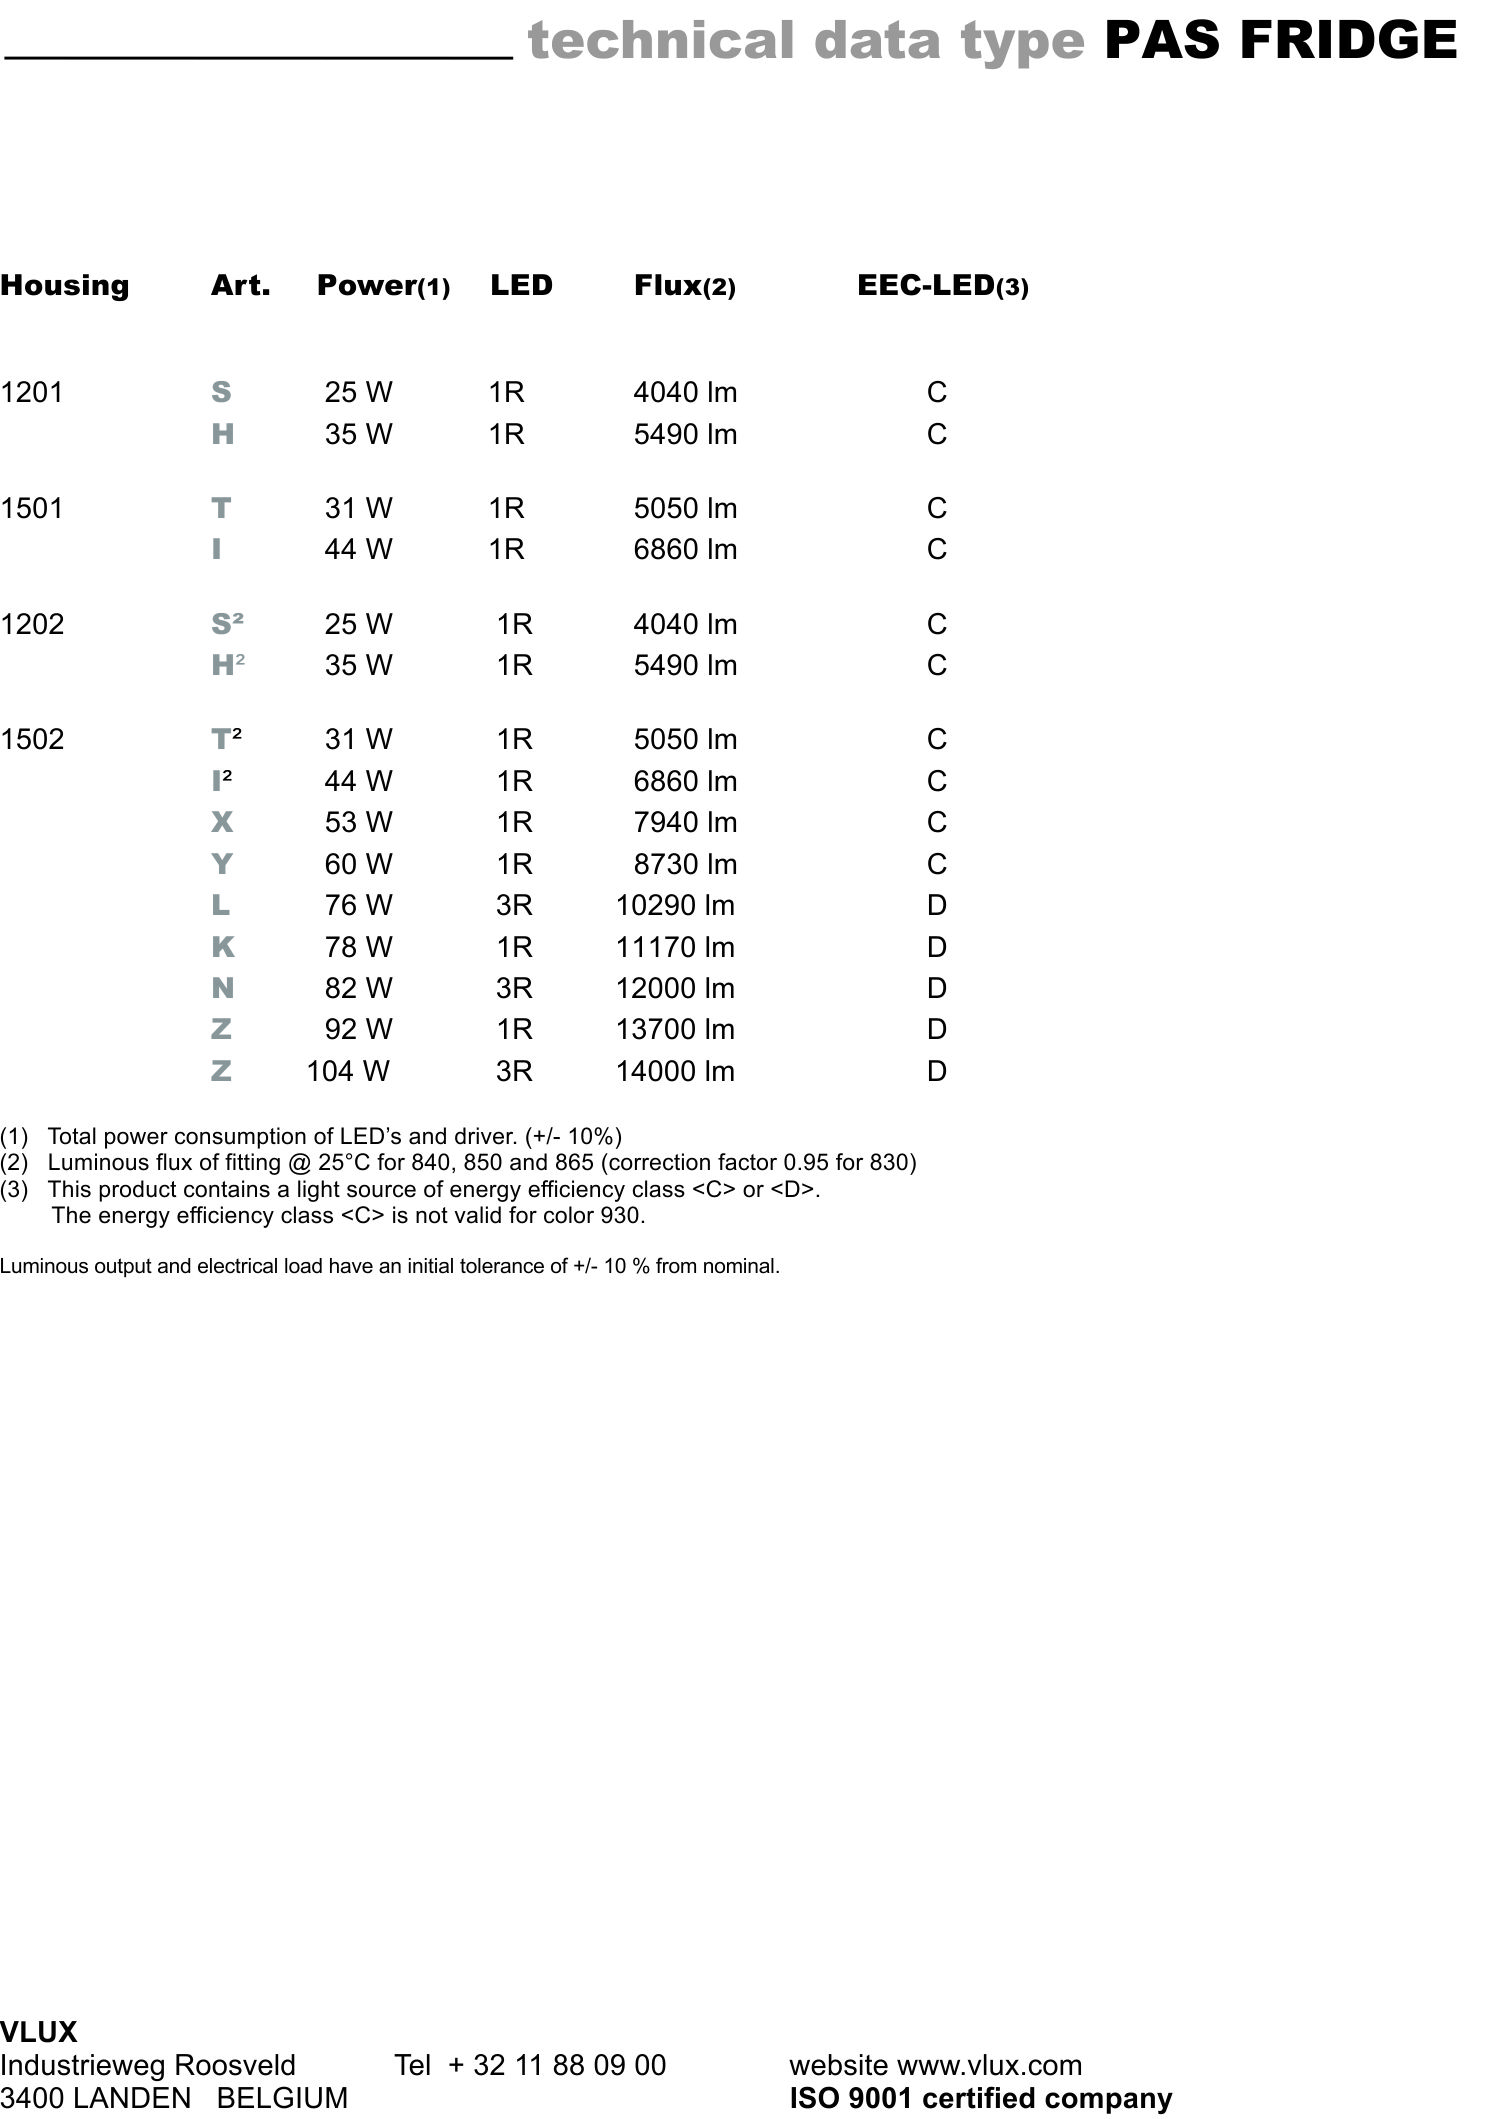 technical data type PAS FRIDGE
Housing Art. Power(1) LED Flux(2) EEC-LED(3)
1201 S 25 W 1R 4040 lm C
H 35 W 1R 5490 lm C
1501 T 31 W 1R 5050 lm C
I 44 W 1R 6860 lm C
1202 S² 25 W 1R 4040 lm C
H² 35 W 1R 5490 lm C
1502 T² 31 W 1R 5050 lm C
I² 44 W 1R 6860 lm C
X 53 W 1R 7940 lm C
Y 60 W 1R 8730 lm C
L 76 W 3R 10290 lm D
K 78 W 1R 11170 lm D
N 82 W 3R 12000 lm D
Z 92 W 1R 13700 lm D
Z 104 W 3R 14000 lm D
(1) Total power consumption of LED’s and driver. (+/- 10%)
(2) Luminous flux of fitting @ 25°C for 840, 850 and 865 (correction factor 0.95 for 830)
(3) This product contains a light source of energy efficiency class <C> or <D>.
The energy efficiency class <C> is not valid for color 930.
Luminous output and electrical load have an initial tolerance of +/- 10 % from nominal.
VLUX
Industrieweg Roosveld Tel + 32 11 88 09 00 website www.vlux.com
3400 LANDEN BELGIUM ISO 9001 certified company